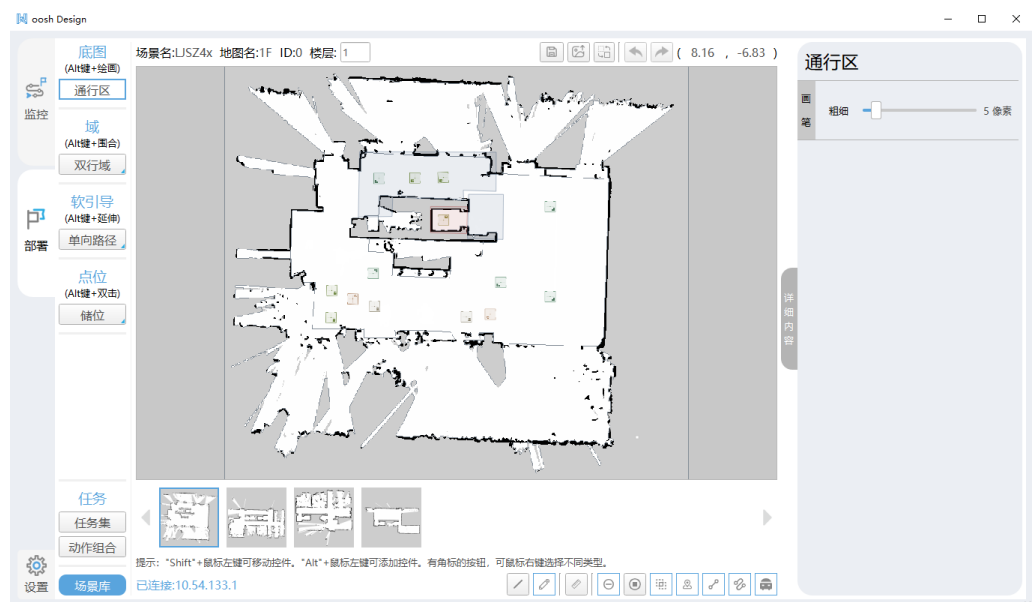 oosh Design
底图
(Alt键+绘画)
通行区
域
(Alt键+围合)
双行域
软引导
(Alt键+延伸)
单向路径
点位
(Alt键+双击)
储位
任务
任务集
动作组合
场景库
监控
部署
设置
场景名:LJSZ4x 地图名:1F ID:0 楼层: 1
( 8.16 , -6.83 )
提示: "Shift"+鼠标左键可移动控件。"Alt"+鼠标左键可添加控件。有角标的按钮，可鼠标右键选择不同类型。
已连接:10.54.133.1
详细内容
通行区
画笔
粗细
5 像素